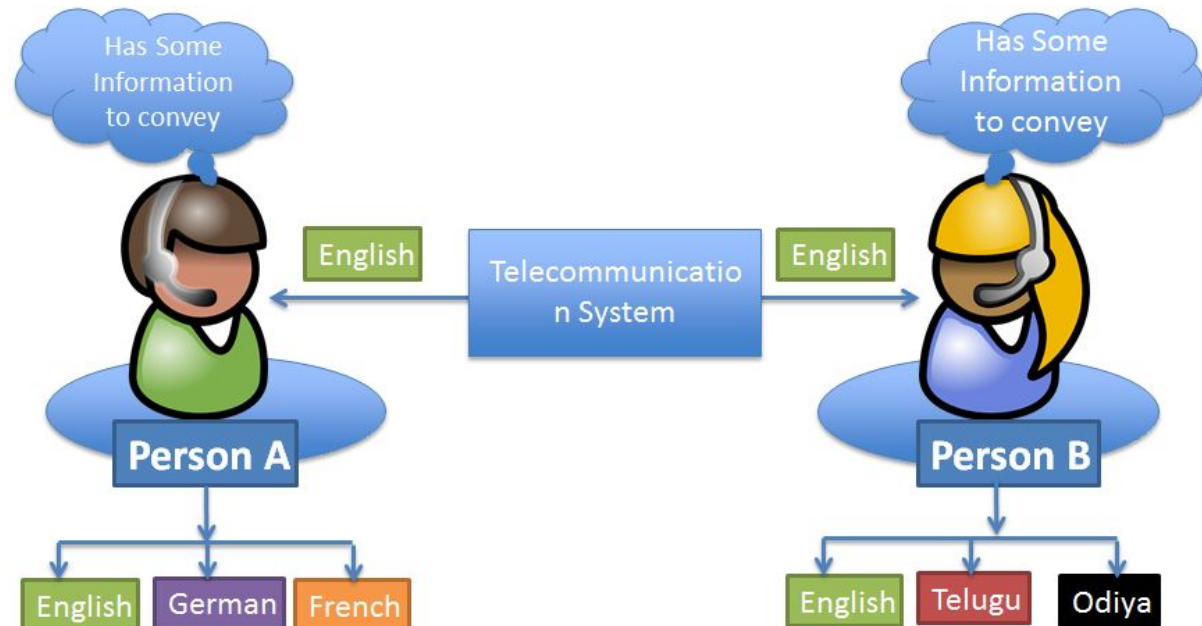 Has Some
Information
to convey
Has Some
Information
to convey
English
Telecommunicatio
n System
English
Person A
Person B
English
German
French
English
Telugu
Odiya